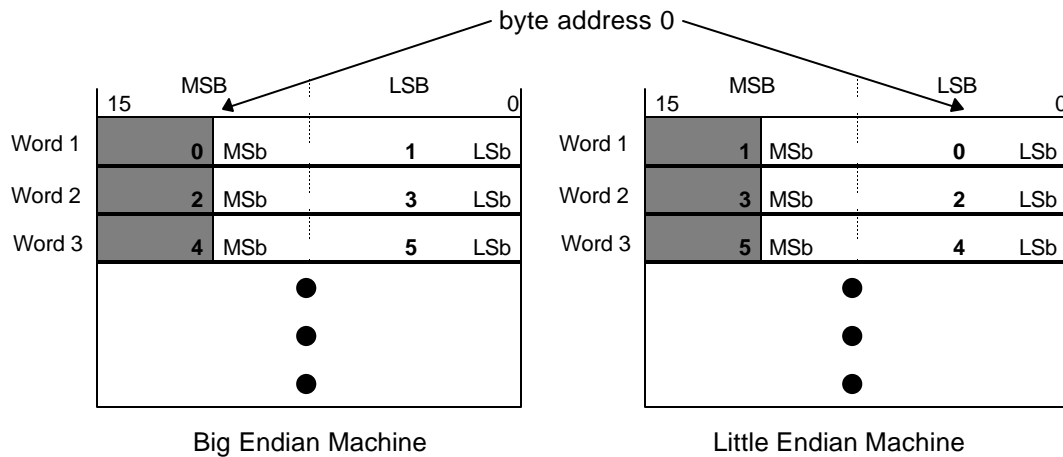 byte address 0
MSB LSB MSB LSB
15 0 15 0
Word 1 0 MSb 1 LSb Word 1 1 MSb 0 LSb
Word 2 2 MSb 3 LSb Word 2 3 MSb 2 LSb
Word 3 4 MSb 5 LSb Word 3 5 MSb 4 LSb
Big Endian Machine Little Endian Machine